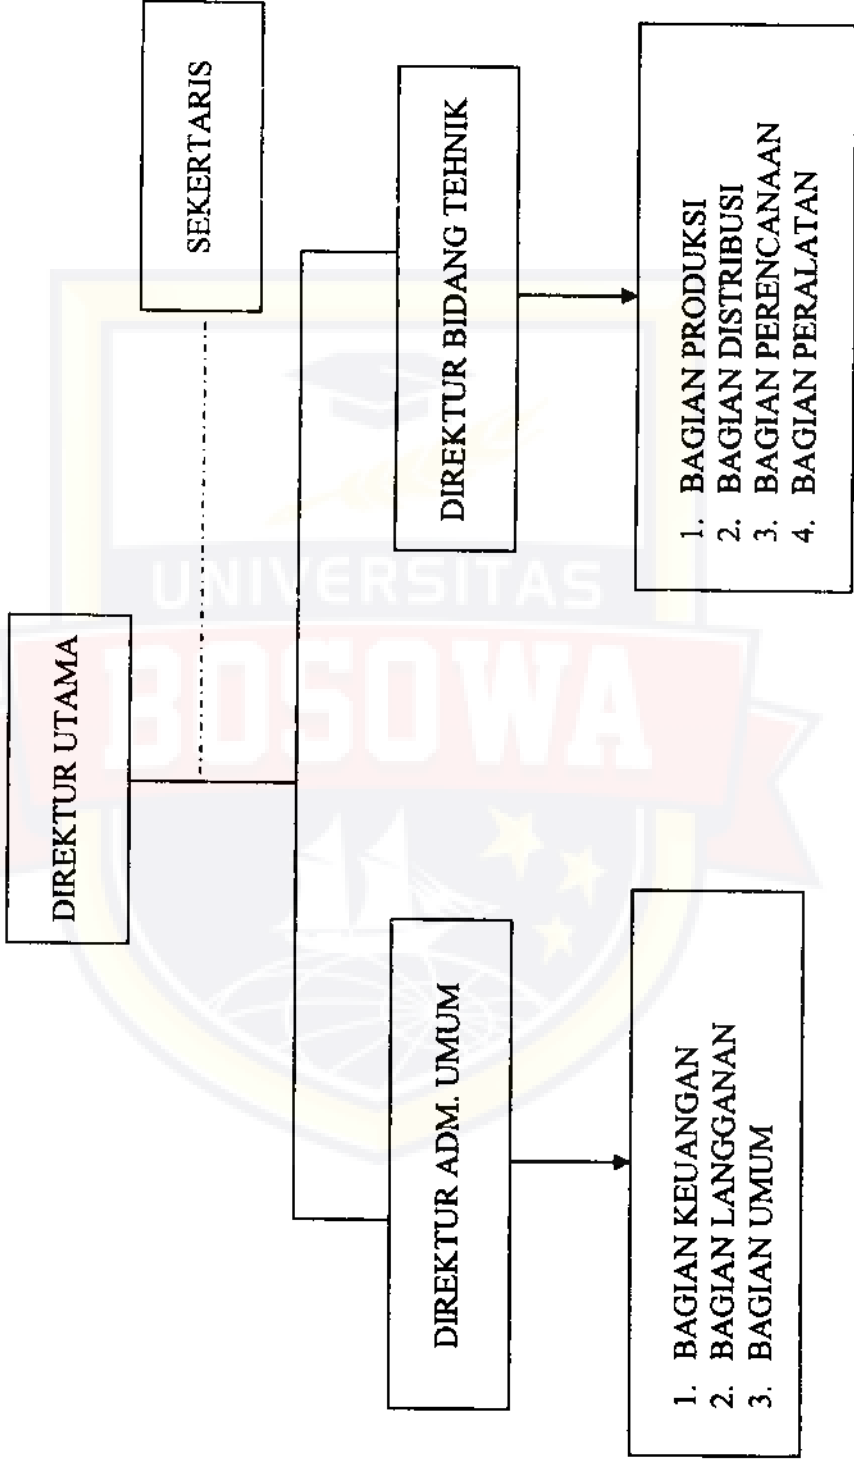 DIREKTUR UTAMA
SEKERTARIS
DIREKTUR ADM. UMUM
DIREKTUR BIDANG TEHNIK
1. BAGIAN KEUANGAN
2. BAGIAN LANGGANAN
3. BAGIAN UMUM
1. BAGIAN PRODUKSI
2. BAGIAN DISTRIBUSI
3. BAGIAN PERENCANAAN
4. BAGIAN PERALATAN
UNIVERSITAS
BOSOWA